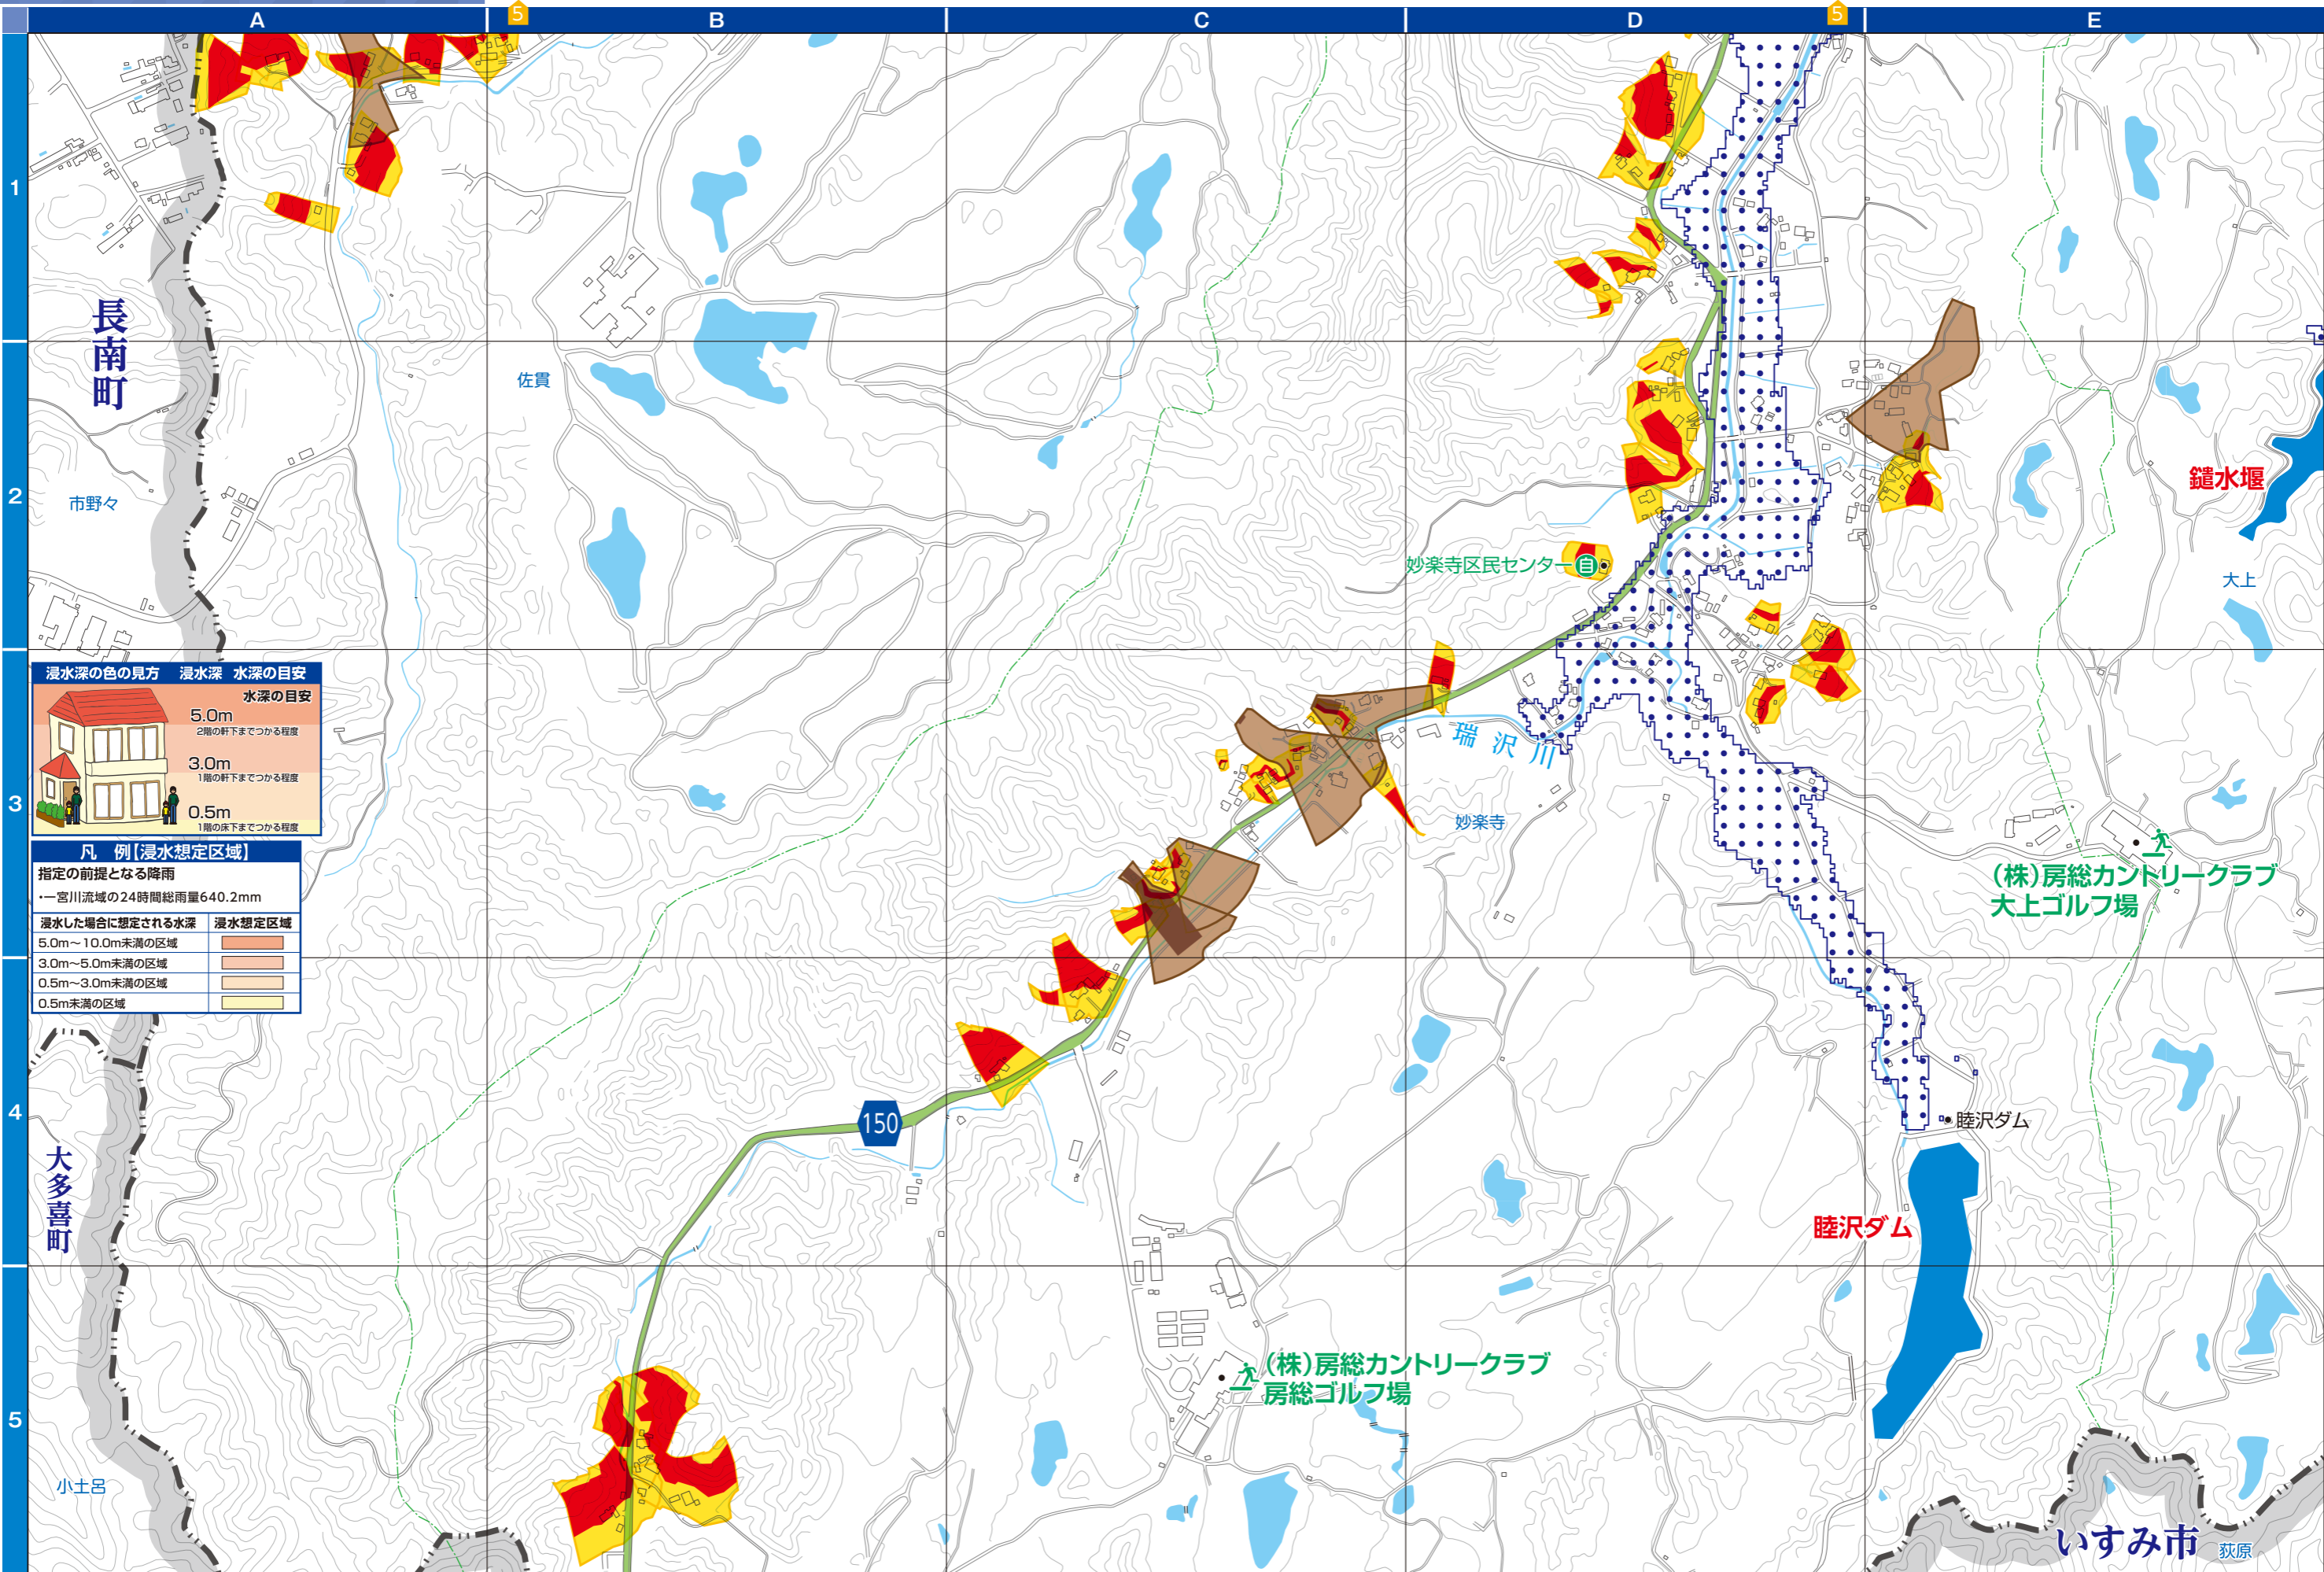 5
5
A
B
C
D
E
1
2
3
4
5
長南町
佐貫
市野々
鑓水堰
妙楽寺区民センター
自
大上
浸水深の色の見方 浸水深 水深の目安
水深の目安
5.0m
2階の軒下までつかる程度
3.0m
1階の軒下までつかる程度
0.5m
1階の床下までつかる程度
瑞沢川
妙楽寺
凡 例【浸水想定区域】
指定の前提となる降雨
・一宮川流域の24時間総雨量640.2mm
浸水した場合に想定される水深 浸水想定区域
5.0m～10.0m未満の区域
3.0m～5.0m未満の区域
0.5m～3.0m未満の区域
0.5m未満の区域
(株)房総カントリークラブ
大上ゴルフ場
150
睦沢ダム
大多喜町
睦沢ダム
(株)房総カントリークラブ
房総ゴルフ場
小土呂
いすみ市
荻原